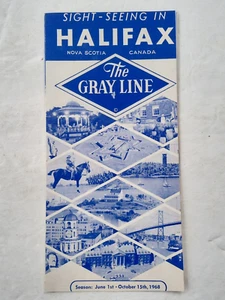 SIGHT-SEEING IN
HALIFAX
NOVA SCOTIA CANADA
The
GRAY LINE
Season: June 1st - October 15th, 1968